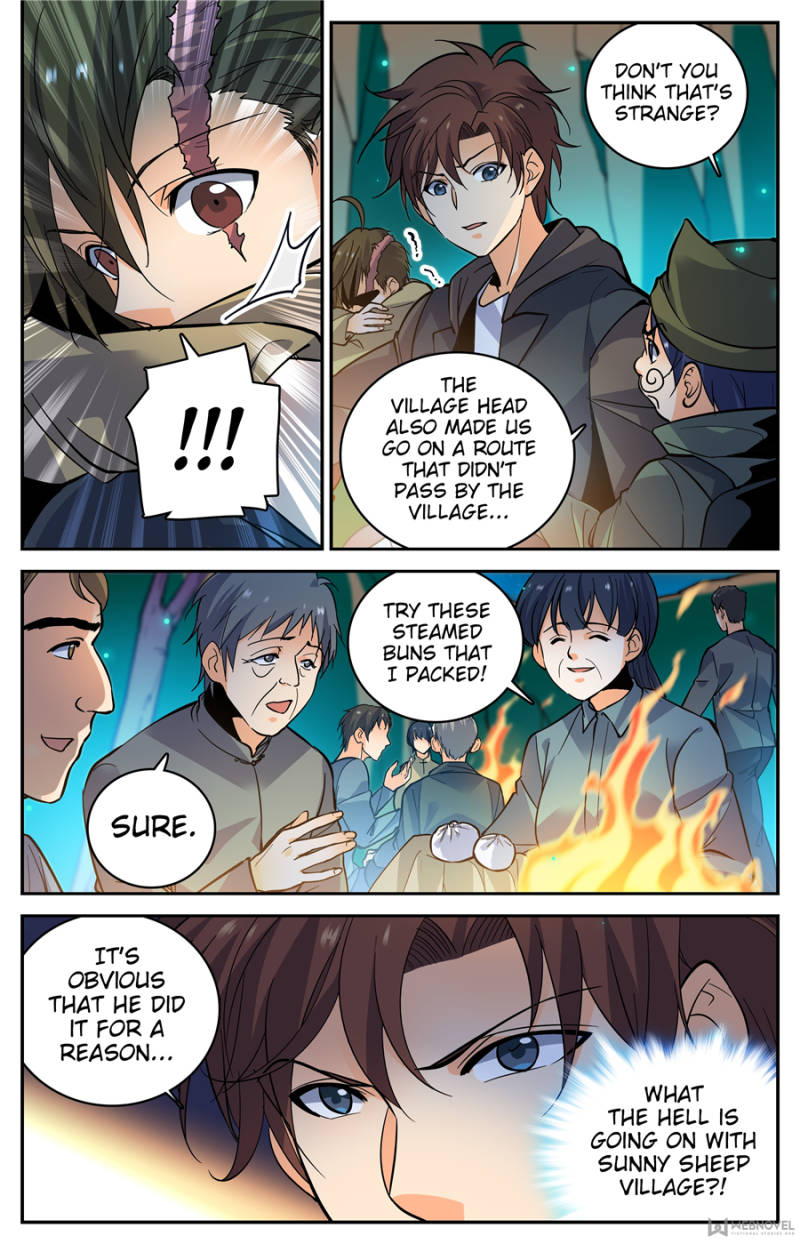 !!!
DON'T YOU
THINK THAT'S
STRANGE?
THE
VILLAGE HEAD
ALSO MADE US
GO ON A ROUTE
THAT DIDN'T
PASS BY THE
VILLAGE...
TRY THESE
STEAMED
BUNS THAT
I PACKED!
SURE.
IT'S
OBVIOUS
THAT HE DID
IT FOR A
REASON...
WHAT
THE HELL IS
GOING ON WITH
SUNNY SHEEP
VILLAGE?!
WEBNOVEL